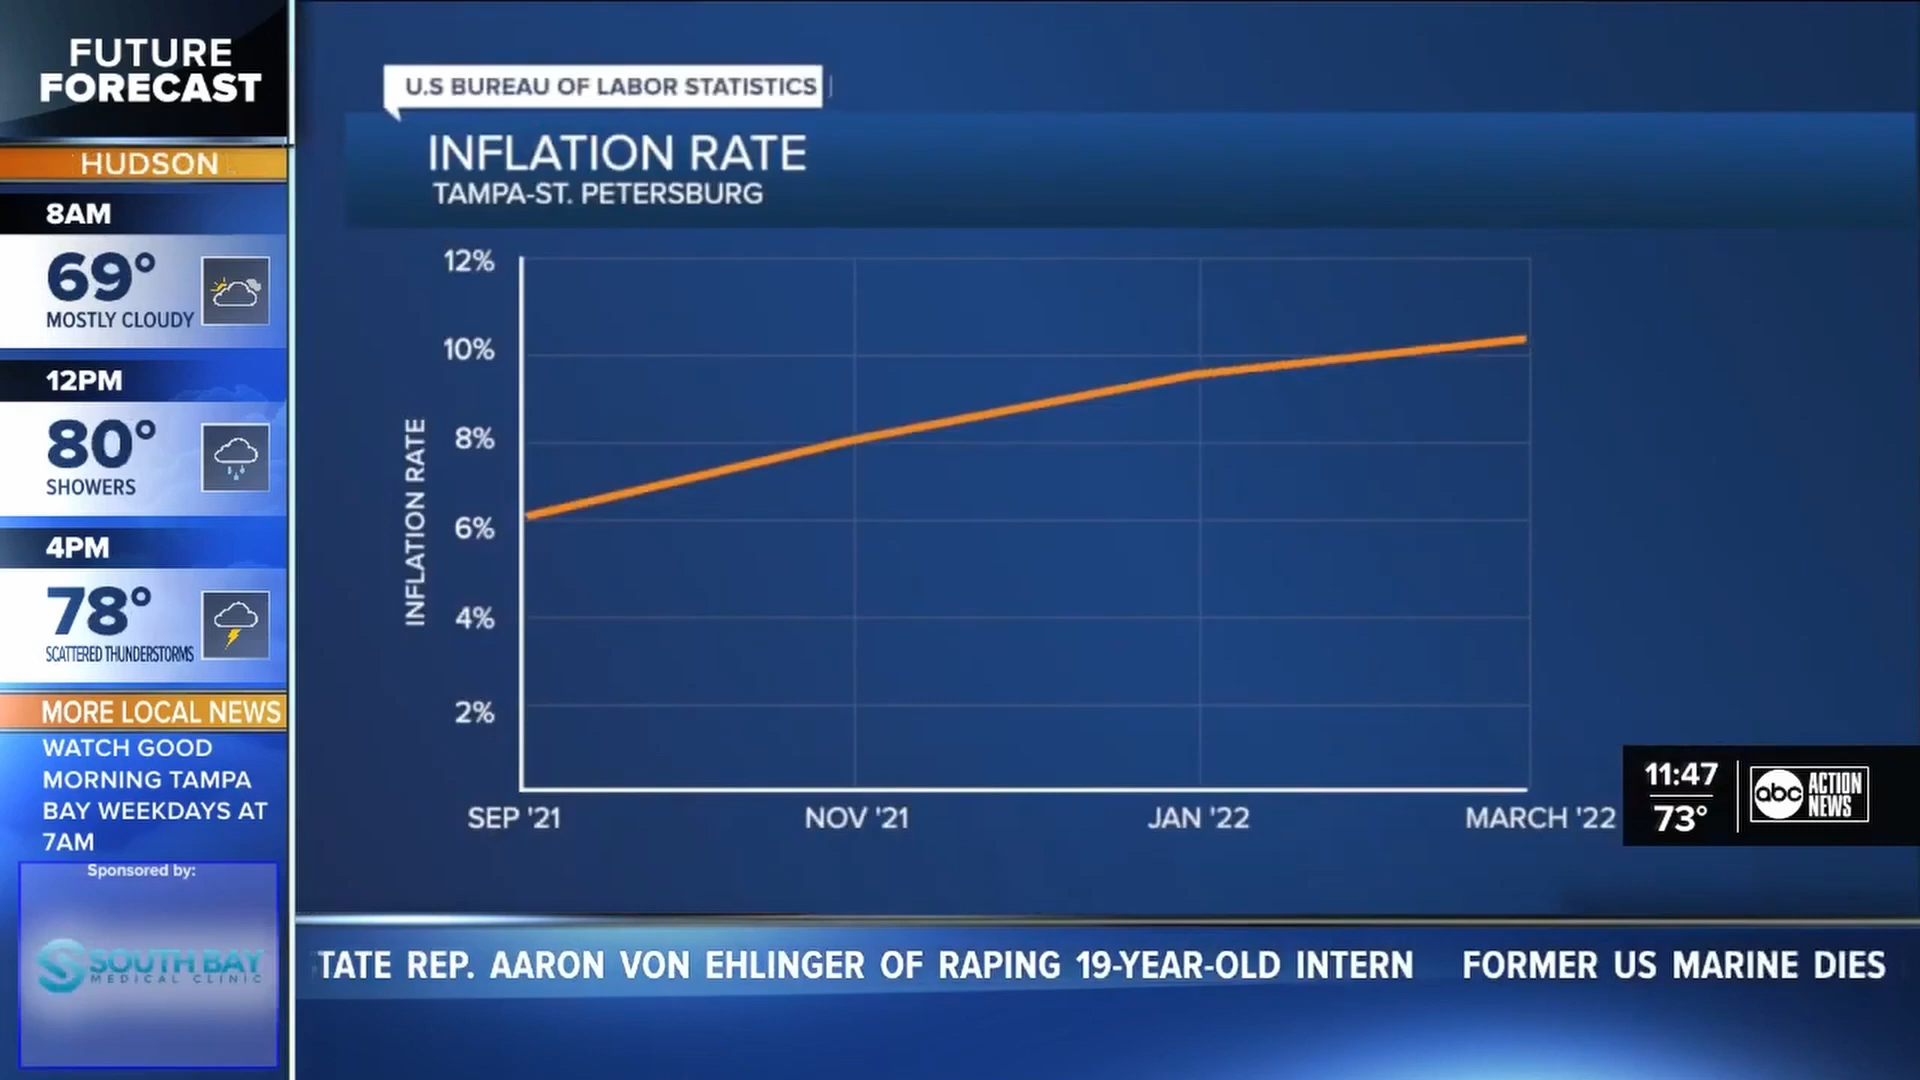 FUTURE
FORECAST
HUDSON
8AM
69°
MOSTLY CLOUDY
12PM
80°
SHOWERS
4PM
78°
SCATTERED THUNDERSTORMS
MORE LOCAL NEWS
WATCH GOOD
MORNING TAMPA
BAY WEEKDAYS AT
7AM
Sponsored by:
SOUTH BAY
MEDICAL CLINIC
U.S BUREAU OF LABOR STATISTICS
INFLATION RATE
TAMPA-ST. PETERSBURG
12%
10%
8%
6%
4%
2%
INFLATION RATE
SEP '21
NOV '21
JAN '22
MARCH '22
11:47
73°
abc
ACTION
NEWS
TATE REP. AARON VON EHLINGER OF RAPING 19-YEAR-OLD INTERN FORMER US MARINE DIES